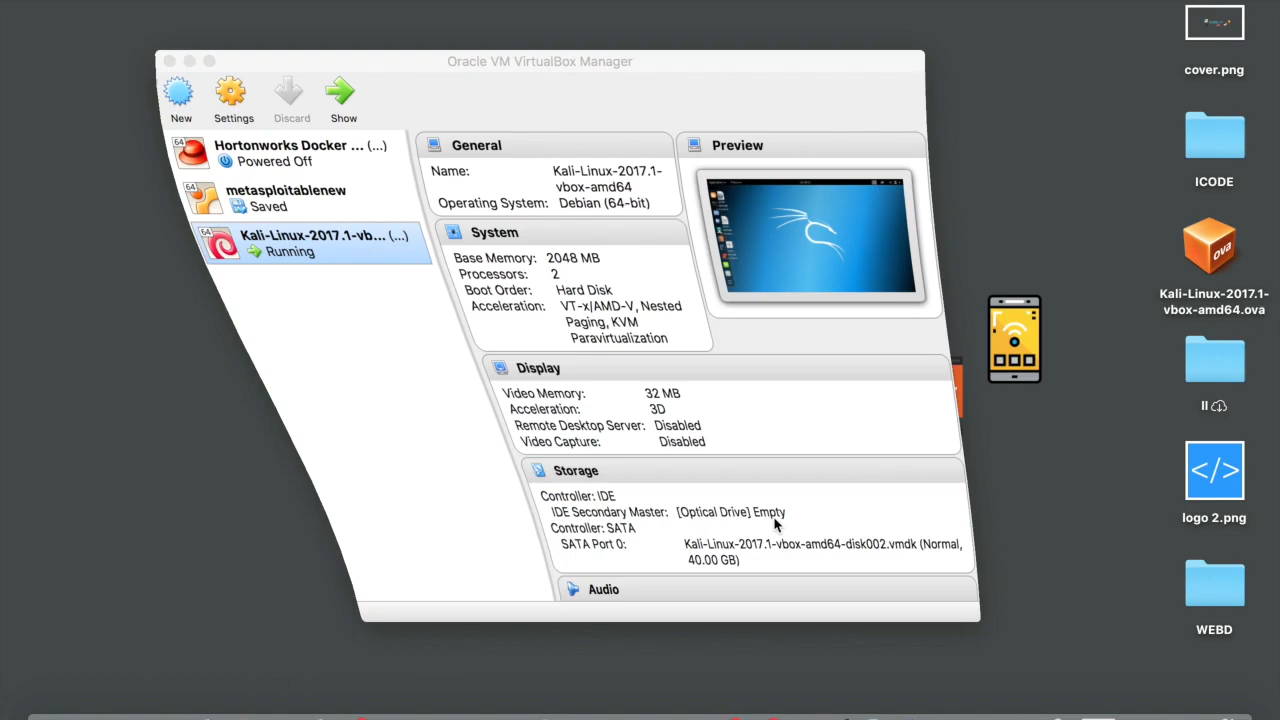 Oracle VM VirtualBox Manager
New
Settings
Discard
Show
64
Hortonworks Docker ... (...)
Powered Off
64
metasploitablenew
Saved
64
Kali-Linux-2017.1-vb... (...)
Running
General
Name: Kali-Linux-2017.1-
vbox-amd64
Operating System: Debian (64-bit)
System
Base Memory: 2048 MB
Processors: 2
Boot Order: Hard Disk
Acceleration: VT-x/AMD-V, Nested
Paging, KVM
Paravirtualization
Preview
Display
Video Memory: 32 MB
Acceleration: 3D
Remote Desktop Server: Disabled
Video Capture: Disabled
Storage
Controller: IDE
IDE Secondary Master: [Optical Drive] Empty
Controller: SATA
SATA Port 0: Kali-Linux-2017.1-vbox-amd64-disk002.vmdk (Normal,
40.00 GB)
Audio
cover.png
ICODE
ova
Kali-Linux-2017.1-
vbox-amd64.ova
II
</>
logo 2.png
WEBD